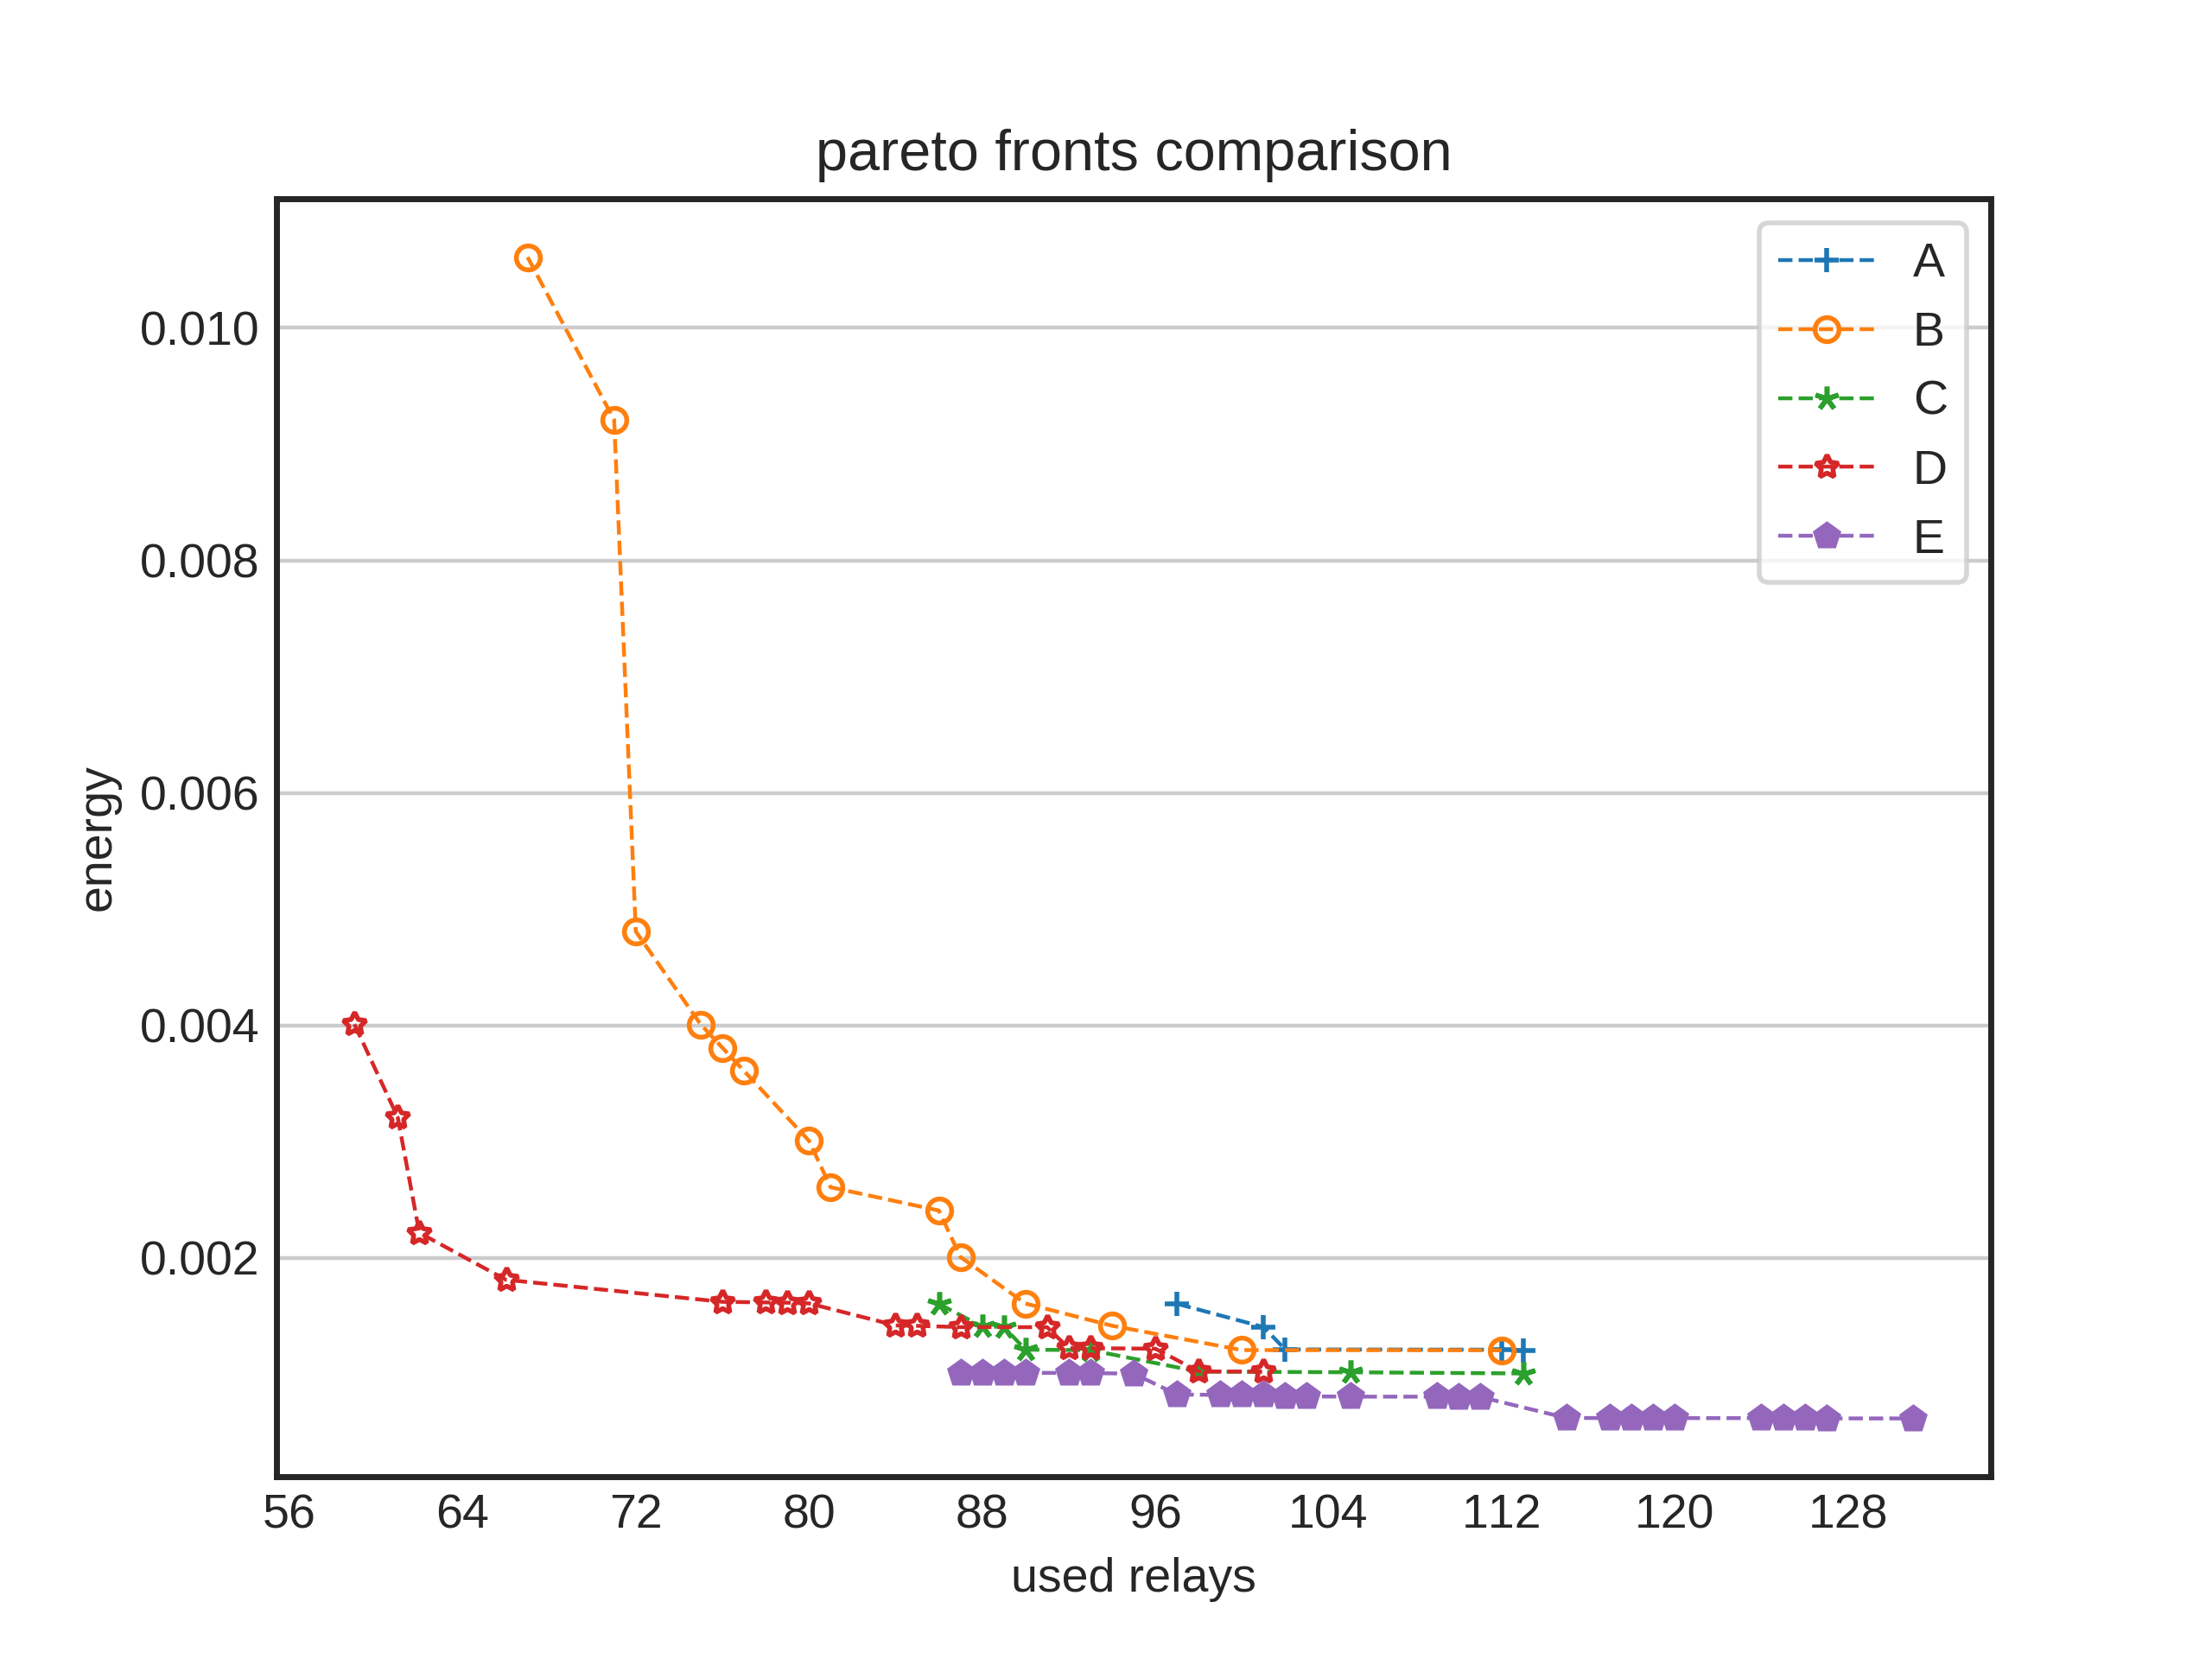 pareto fronts comparison
A
B
C
D
E
0.010
0.008
0.006
0.004
0.002
energy
56 64 72 80 88 96 104 112 120 128
used relays